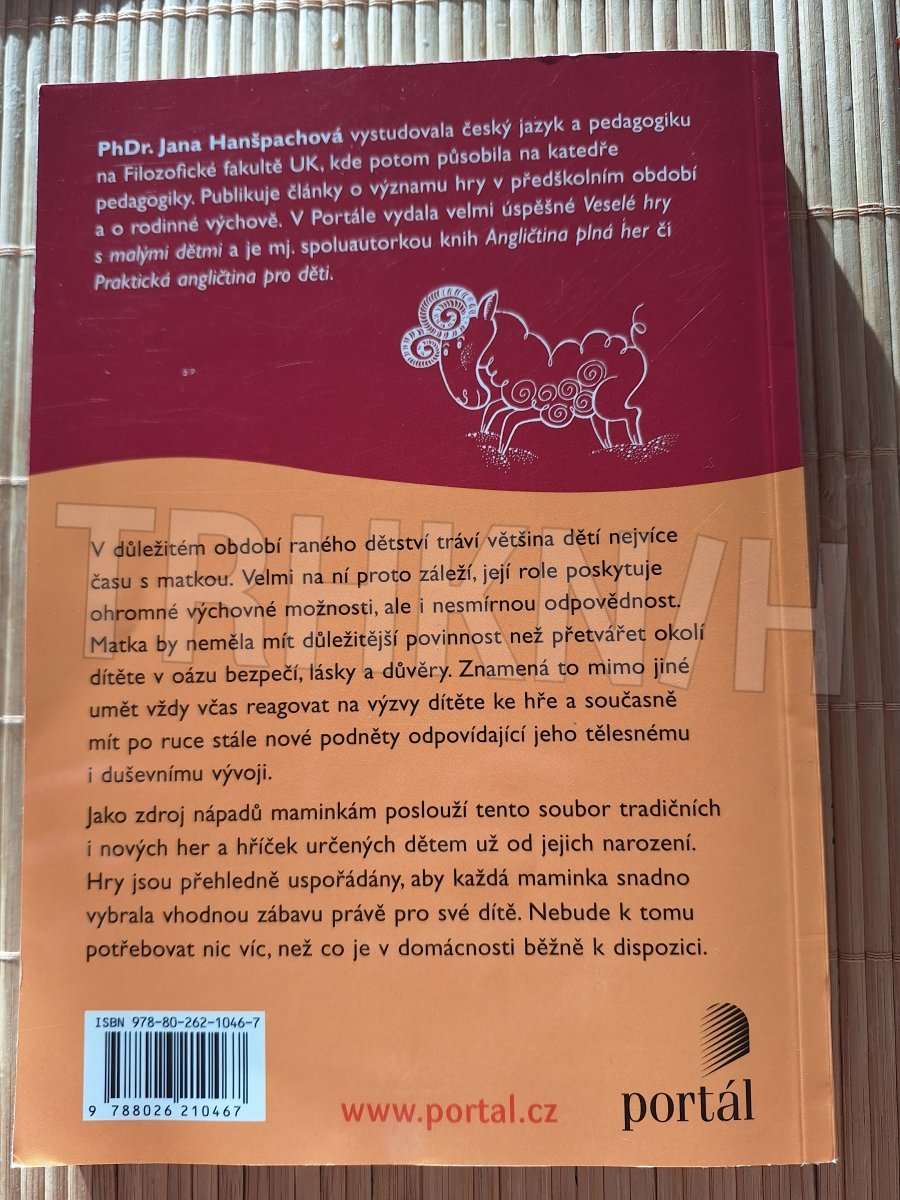 PhDr. Jana Hanšpachová vystudovala český jazyk a pedagogiku
na Filozofické fakultě UK, kde potom působila na katedře
pedagogiky. Publikuje články o významu hry v předškolním období
a o rodinné výchově. V Portále vydala velmi úspěšné Veselé hry
s malými dětmi a je mj. spoluautorkou knih Angličtina plná her či
Praktická angličtina pro děti.
TRHKNVH
V důležitém období raného dětství tráví většina dětí nejvíce
času s matkou. Velmi na ní proto záleží, její role poskytuje
ohromné výchovné možnosti, ale i nesmírnou odpovědnost.
Matka by neměla mít důležitější povinnost než přetvářet okolí
dítěte v oázu bezpečí, lásky a důvěry. Znamená to mimo jiné
umět vždy včas reagovat na výzvy dítěte ke hře a současně
mít po ruce stále nové podněty odpovídající jeho tělesnému
i duševnímu vývoji.
Jako zdroj nápadů maminkám poslouží tento soubor tradičních
i nových her a hříček určených dětem už od jejich narození.
Hry jsou přehledně uspořádány, aby každá maminka snadno
vybrala vhodnou zábavu právě pro své dítě. Nebude k tomu
potřebovat nic víc, než co je v domácnosti běžně k dispozici.
ISBN 978-80-262-1046-7
9 788026 210467
www.portal.cz
portál